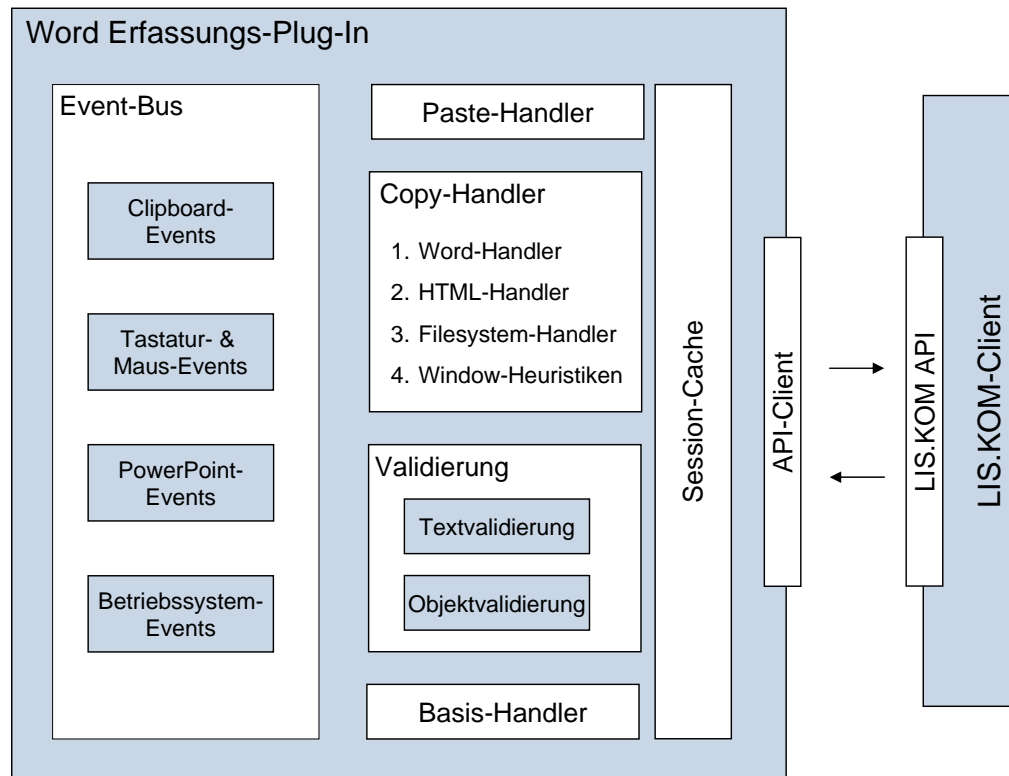 Word Erfassungs-Plug-In
Event-Bus
Clipboard-
Events
Tastatur- &
Maus-Events
PowerPoint-
Events
Betriebssystem-
Events
Paste-Handler
Copy-Handler
1. Word-Handler
2. HTML-Handler
3. Filesystem-Handler
4. Window-Heuristiken
Validierung
Textvalidierung
Objektvalidierung
Basis-Handler
Session-Cache
API-Client
LIS.KOM API
LIS.KOM-Client